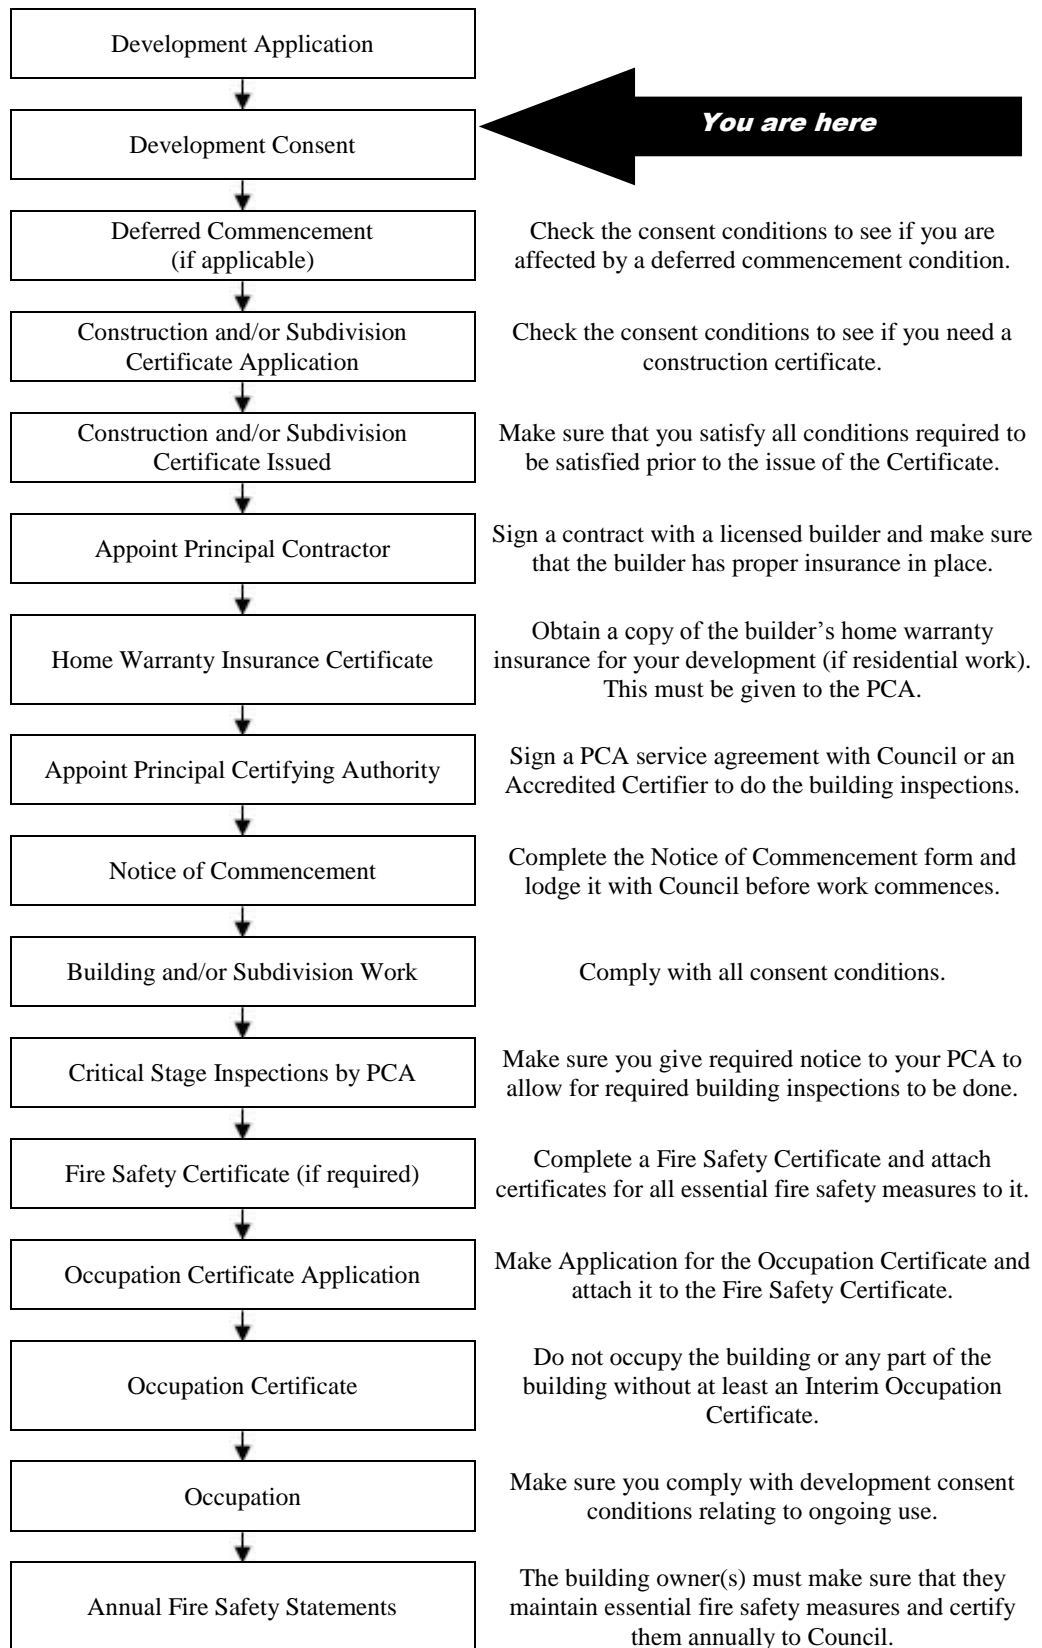 Development Application
You are here
Development Consent
Deferred Commencement
(if applicable)
Check the consent conditions to see if you are
affected by a deferred commencement condition.
Construction and/or Subdivision
Certificate Application
Check the consent conditions to see if you need a
construction certificate.
Construction and/or Subdivision
Certificate Issued
Make sure that you satisfy all conditions required to
be satisfied prior to the issue of the Certificate.
Appoint Principal Contractor
Sign a contract with a licensed builder and make sure
that the builder has proper insurance in place.
Home Warranty Insurance Certificate
Obtain a copy of the builder’s home warranty
insurance for your development (if residential work).
This must be given to the PCA.
Appoint Principal Certifying Authority
Sign a PCA service agreement with Council or an
Accredited Certifier to do the building inspections.
Notice of Commencement
Complete the Notice of Commencement form and
lodge it with Council before work commences.
Building and/or Subdivision Work
Comply with all consent conditions.
Critical Stage Inspections by PCA
Make sure you give required notice to your PCA to
allow for required building inspections to be done.
Fire Safety Certificate (if required)
Complete a Fire Safety Certificate and attach
certificates for all essential fire safety measures to it.
Occupation Certificate Application
Make Application for the Occupation Certificate and
attach it to the Fire Safety Certificate.
Occupation Certificate
Do not occupy the building or any part of the
building without at least an Interim Occupation
Certificate.
Occupation
Make sure you comply with development consent
conditions relating to ongoing use.
Annual Fire Safety Statements
The building owner(s) must make sure that they
maintain essential fire safety measures and certify
them annually to Council.